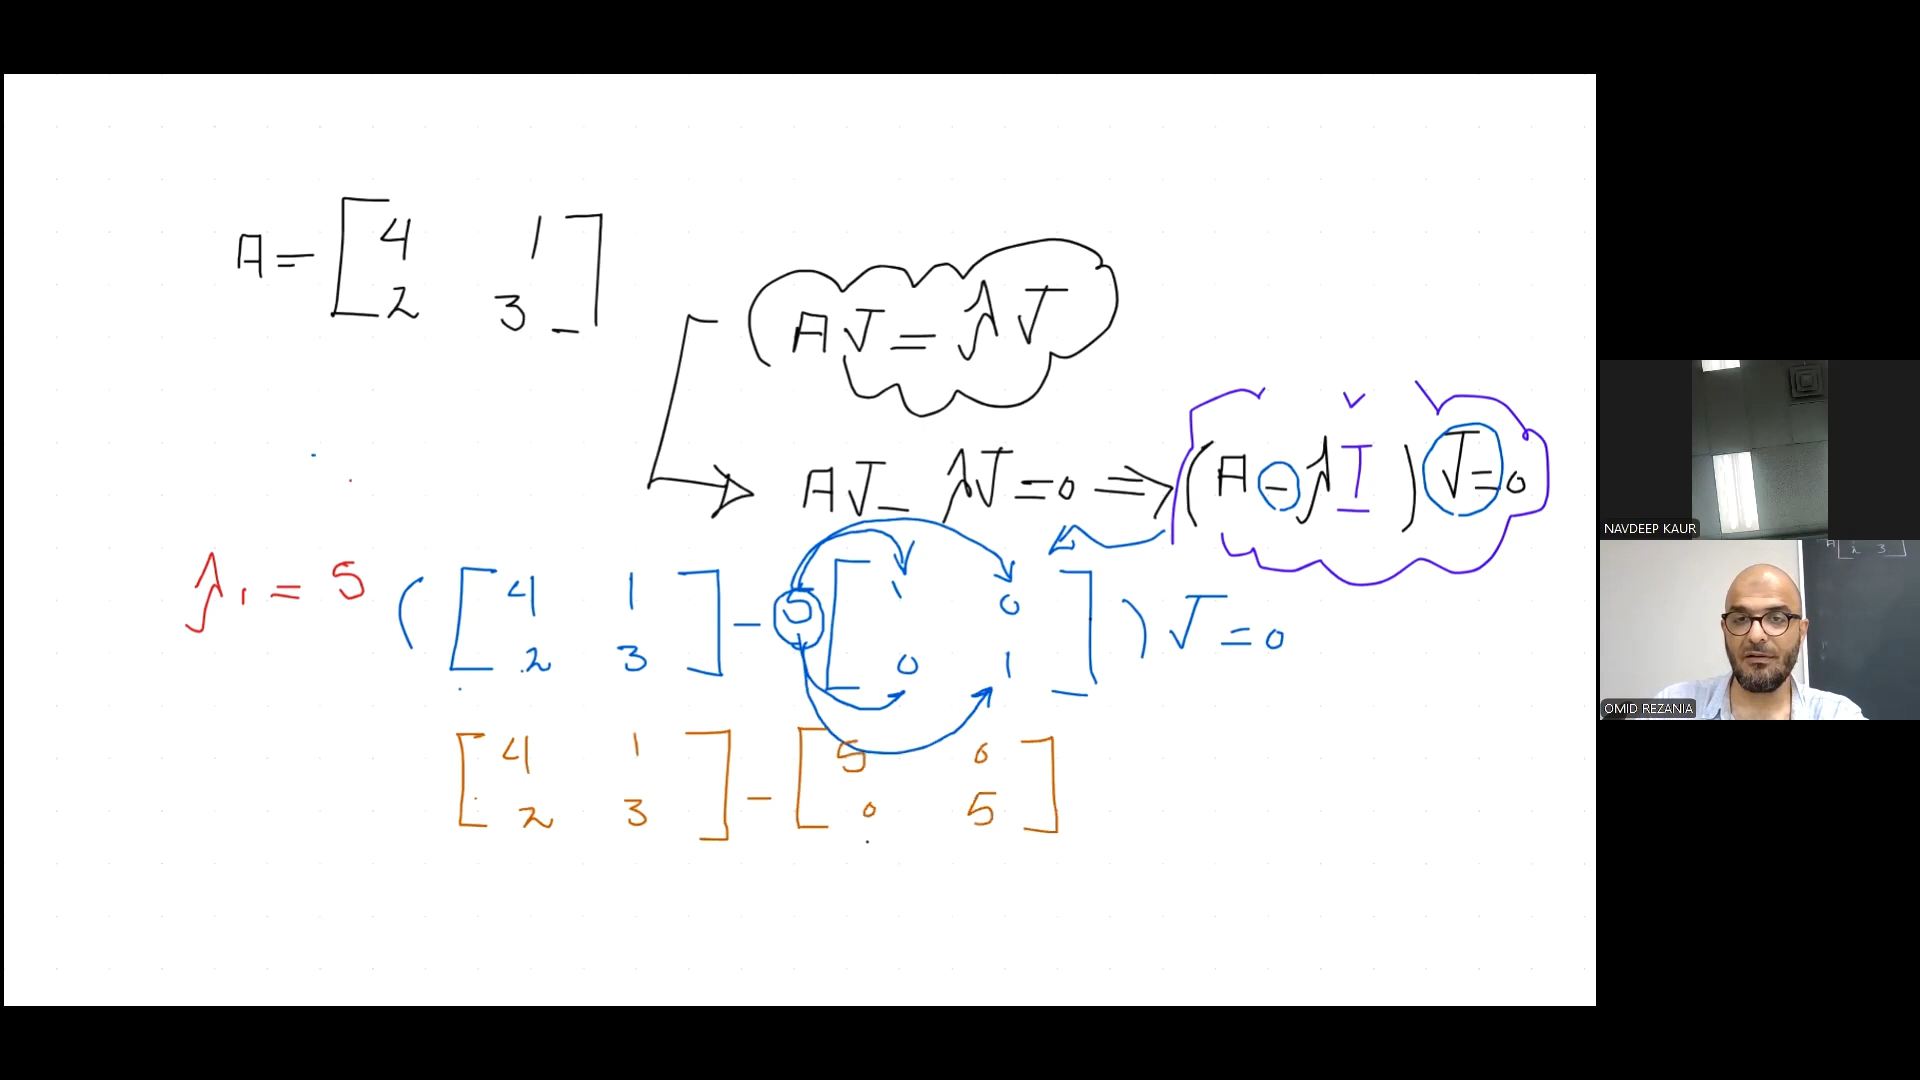 A = [ 4 1
2 3 ]
AV = λV
AV - λV = 0 ⇒ (A - λI) V = 0
λ1 = 5 ( [ 4 1 ] - 5 [ 1 0 ] ) V = 0
2 3 0 1
[ 4 1 ] - [ 5 0 ]
2 3 0 5
NAVDEEP KAUR
OMID REZANIA